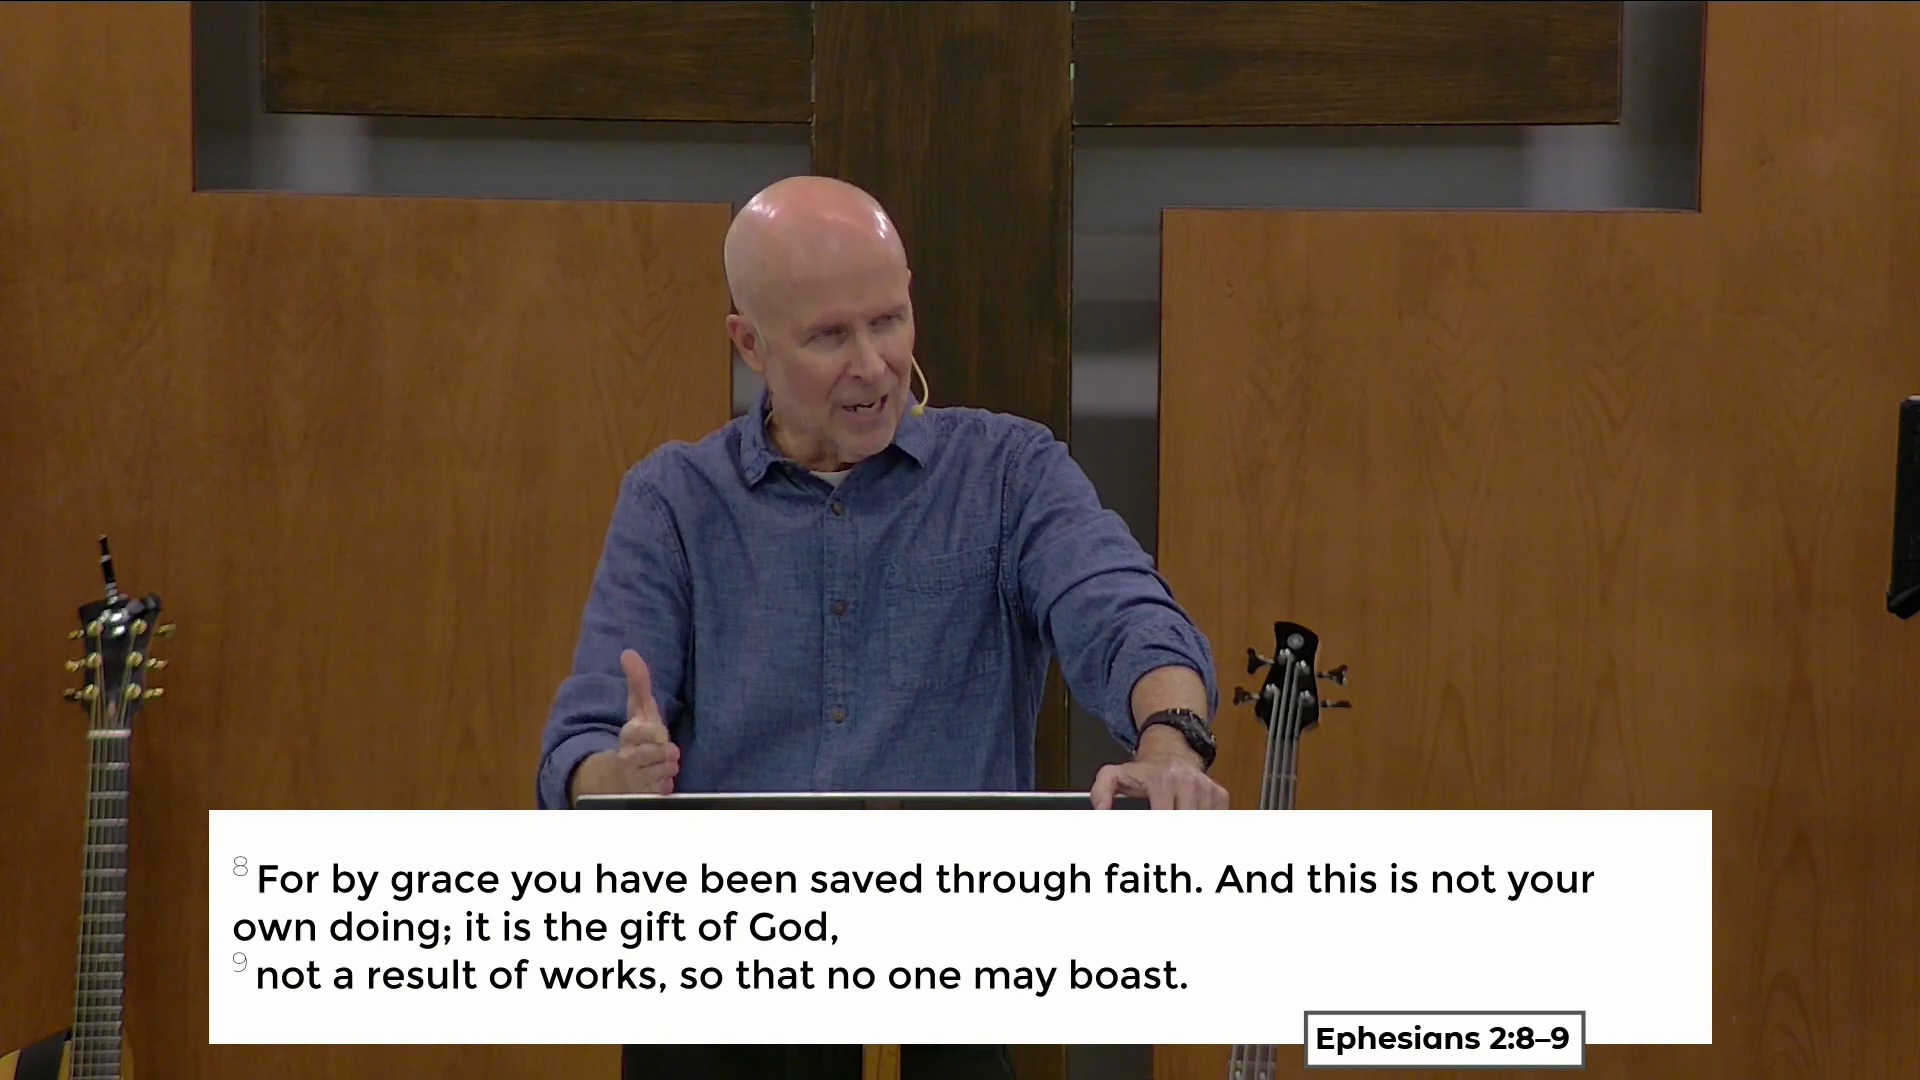 8 For by grace you have been saved through faith. And this is not your
own doing; it is the gift of God,
9 not a result of works, so that no one may boast.
Ephesians 2:8–9